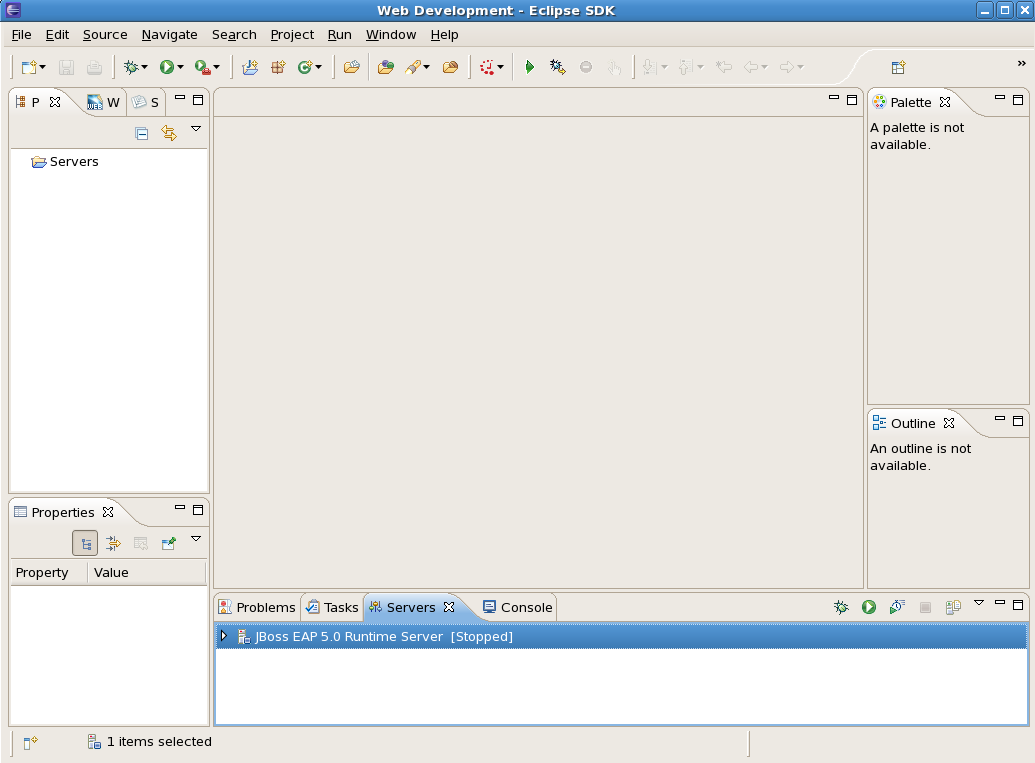 Web Development - Eclipse SDK
File Edit Source Navigate Search Project Run Window Help
P W S
Servers
Palette
A palette is not
available.
Outline
An outline is not
available.
Properties
Property Value
Problems Tasks Servers Console
JBoss EAP 5.0 Runtime Server [Stopped]
1 items selected